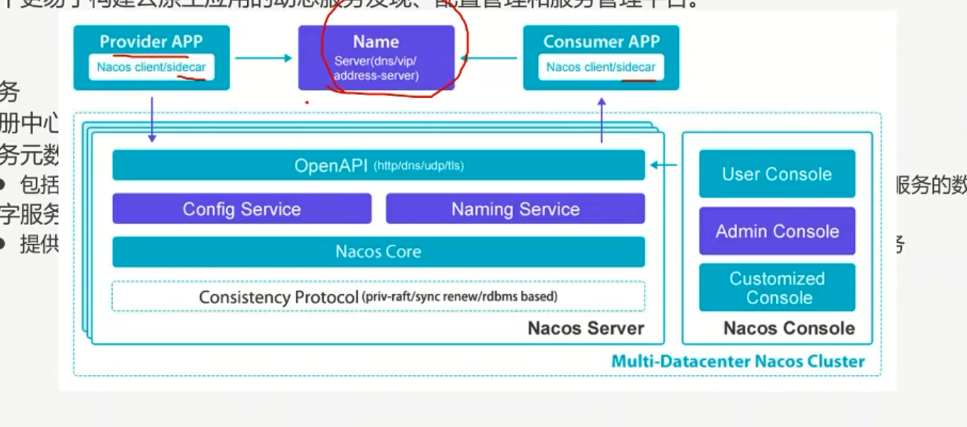 个更易于构建云原生应用的动态服务发现、配置管理和服务管理平台。
Provider APP
Nacos client/sidecar
Name
Server(dns/vip/
address-server)
Consumer APP
Nacos client/sidecar
务
册中心
务元数
包括
服务的数
字服务
提供
务
OpenAPI (http/dns/udp/tls)
Config Service
Naming Service
Nacos Core
Consistency Protocol (priv-raft/sync renew/rdbms based)
Nacos Server
User Console
Admin Console
Customized
Console
Nacos Console
Multi-Datacenter Nacos Cluster